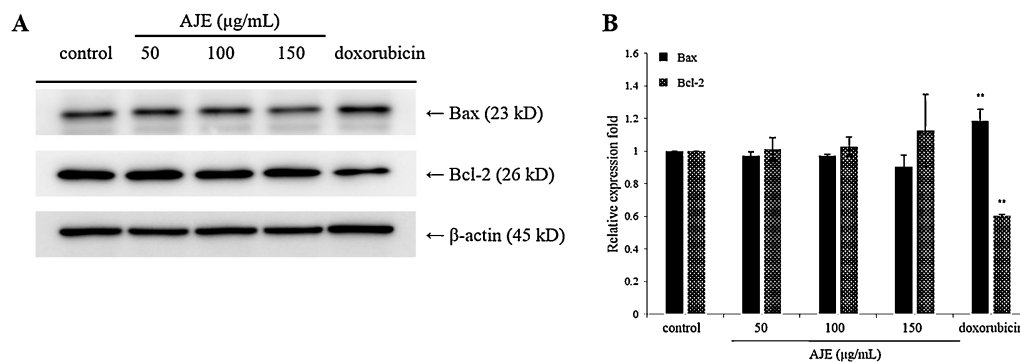 A
AJE (μg/mL)
control 50 100 150 doxorubicin
← Bax (23 kD)
← Bcl-2 (26 kD)
← β-actin (45 kD)
B
Relative expression fold
1.6
1.4
1.2
1
0.8
0.6
0.4
0.2
0
Bax
Bcl-2
**
**
control 50 100 150 doxorubicin
AJE (μg/mL)